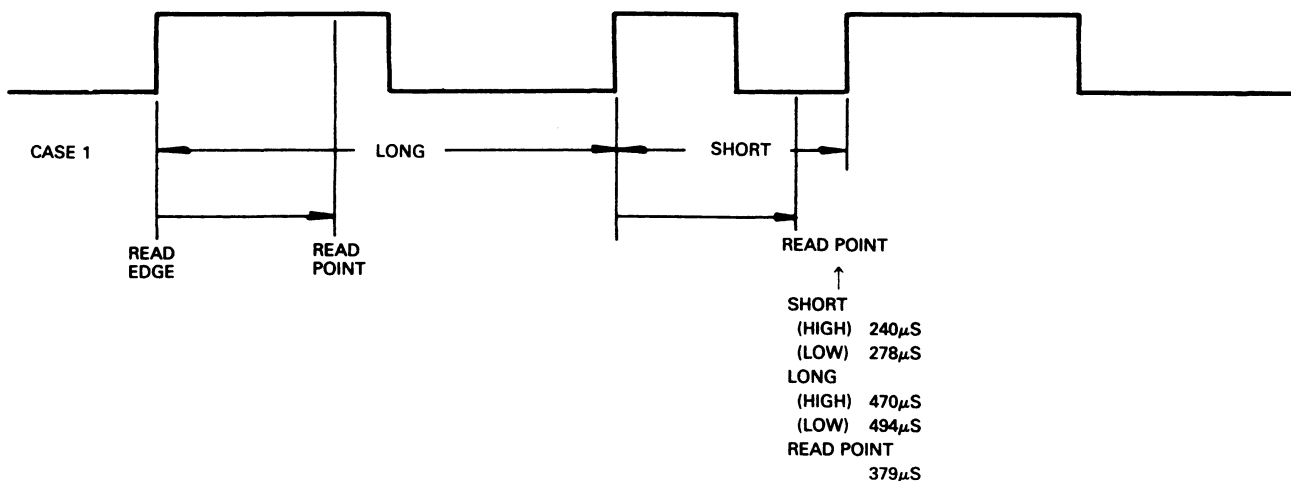 CASE 1
LONG
SHORT
READ
EDGE
READ
POINT
READ POINT
↑
SHORT
(HIGH) 240μS
(LOW) 278μS
LONG
(HIGH) 470μS
(LOW) 494μS
READ POINT
379μS